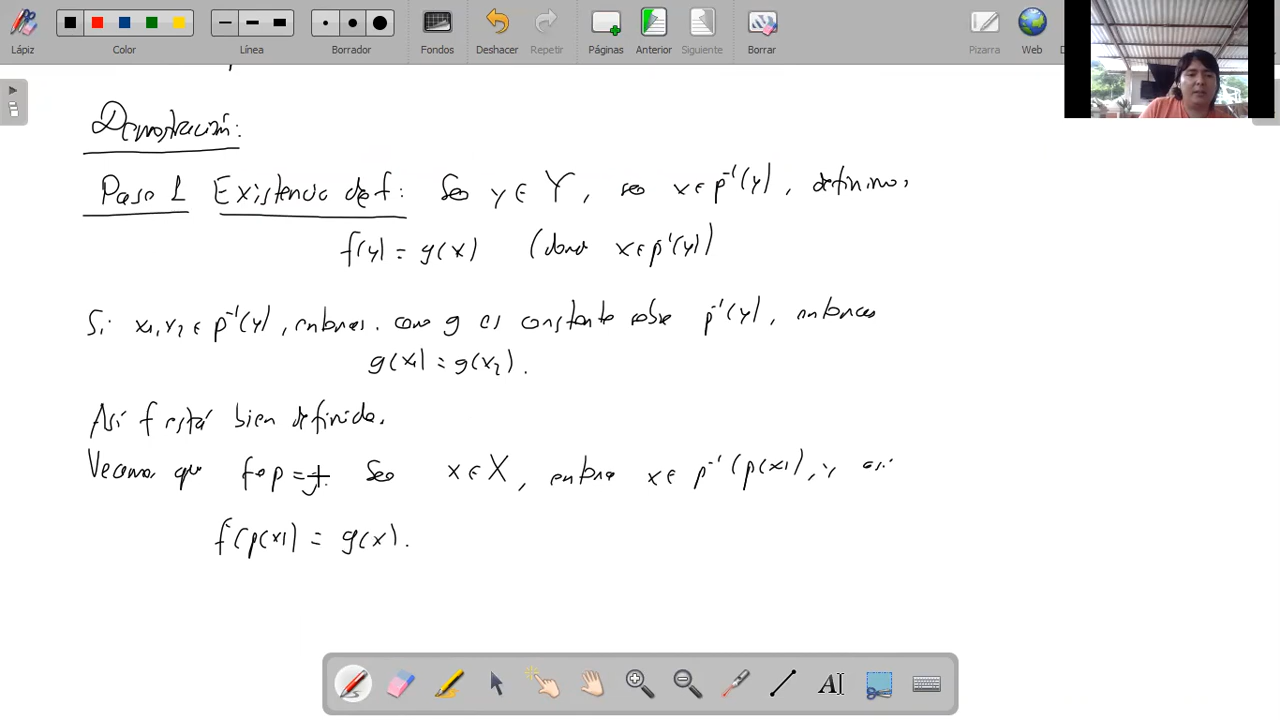 Lápiz Color Línea Borrador Fondos Deshacer Repetir Páginas Anterior Siguiente Borrar Pizarra Web
Demostración:
Paso 1 Existencia de f: Sea y ∈ Y, sea x ∈ p⁻¹(y), definimos
f(y) = g(x) (donde x ∈ p⁻¹(y))
Si x₁, x₂ ∈ p⁻¹(y), entonces, como g es constante sobre p⁻¹(y), entonces
g(x₁) = g(x₂).
Así f está bien definida.
Veamos que f∘p = g. Sea x ∈ X, entonces x ∈ p⁻¹(p(x)), y así
f(p(x)) = g(x).